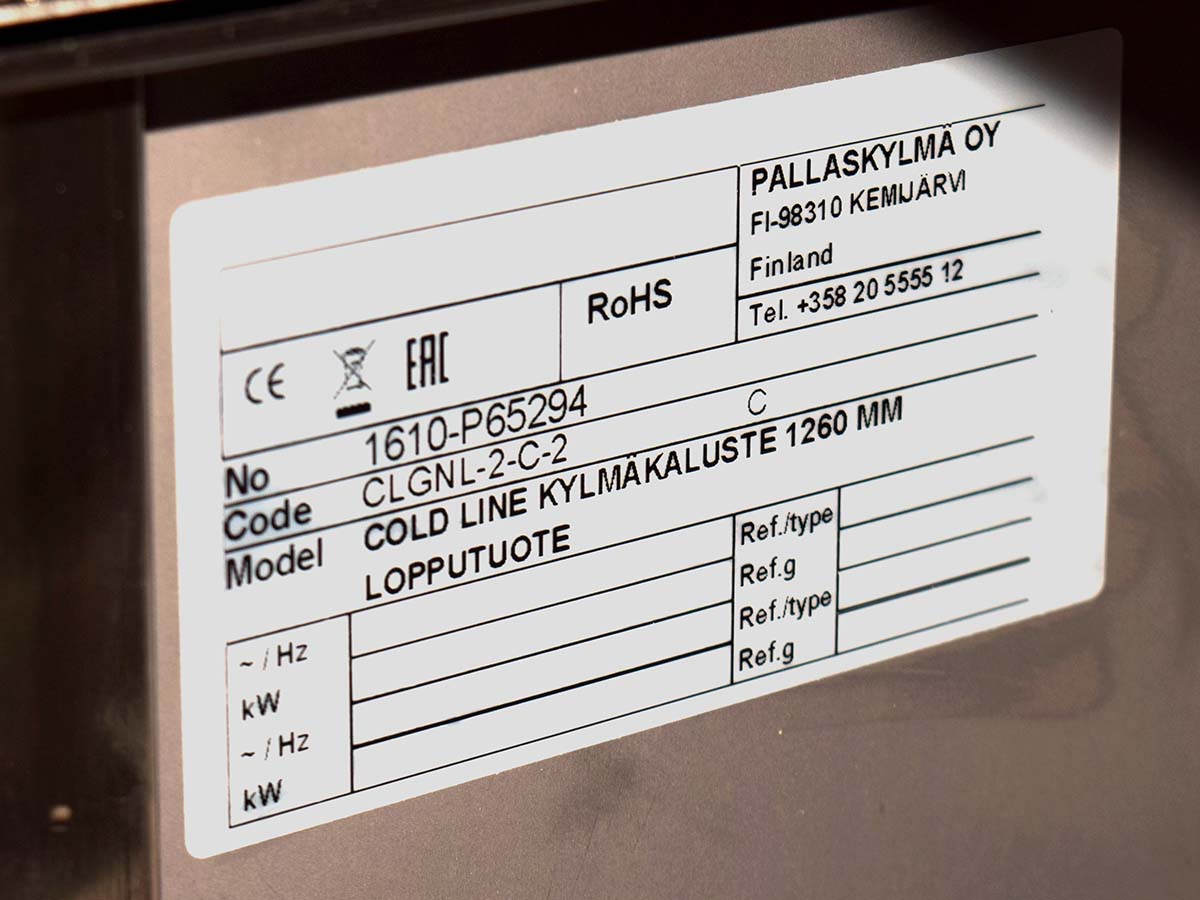 PALLASKYLMÄ OY
FI-98310 KEMIJÄRVI
Finland
Tel. +358 20 5555 12
CE EAC RoHS
No 1610-P65294
Code CLGNL-2-C-2 C
Model COLD LINE KYLMÄKALUSTE 1260 MM
LOPPUTUOTE
~ / Hz Ref./type
kW Ref.g
~ / Hz Ref./type
kW Ref.g